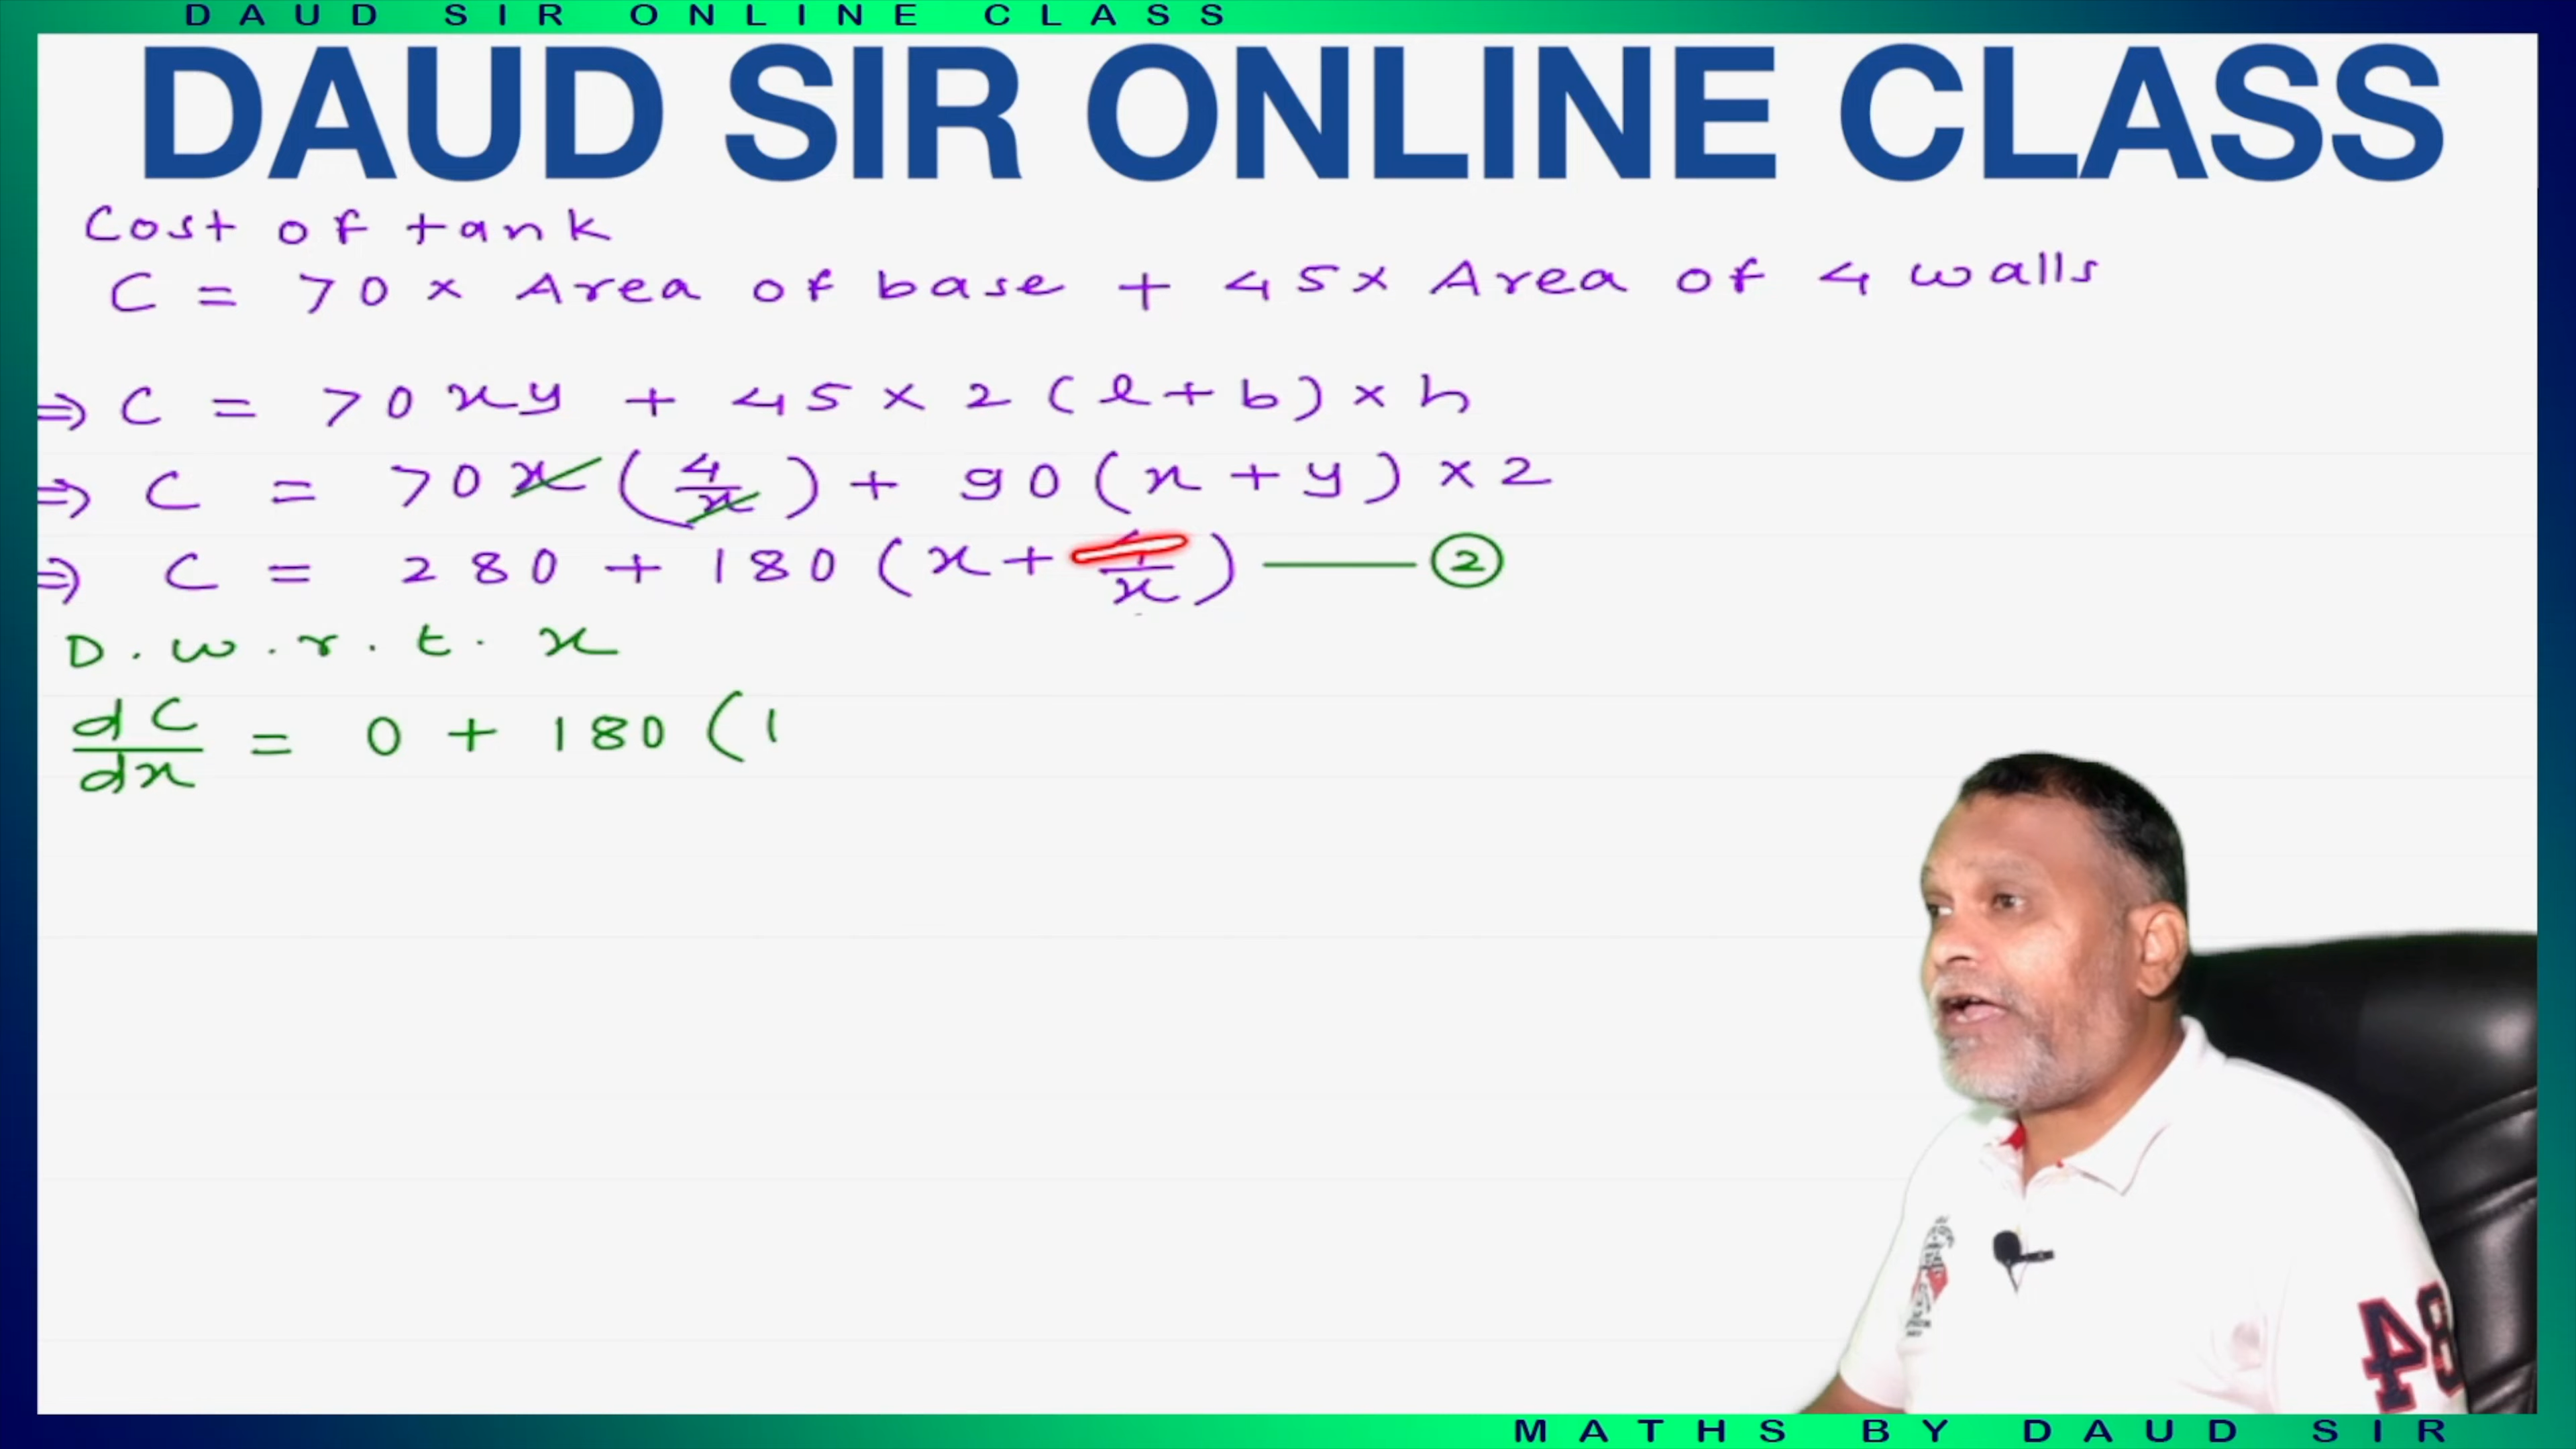 DAUD SIR ONLINE CLASS
DAUD SIR ONLINE CLASS
Cost of tank
C = 70 × Area of base + 45 × Area of 4 walls
⇒ C = 70xy + 45 × 2 (l + b) × h
⇒ C = 70x (4/x) + 90 (x + y) × 2
⇒ C = 280 + 180 (x + 4/x) —— ②
D.w.r.t. x
dC/dx = 0 + 180 (1
48
MATHS BY DAUD SIR